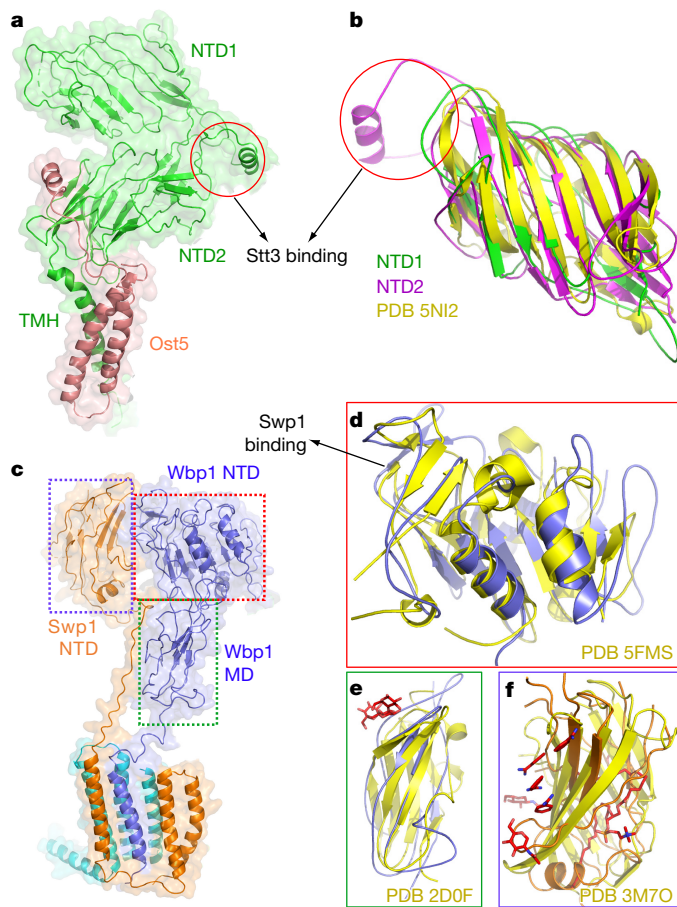 a
NTD1
NTD2
TMH
Ost5
Stt3 binding
b
NTD1
NTD2
PDB 5NI2
c
Wbp1 NTD
Swp1
NTD
Wbp1
MD
Swp1
binding
d
PDB 5FMS
e
PDB 2D0F
f
PDB 3M7O